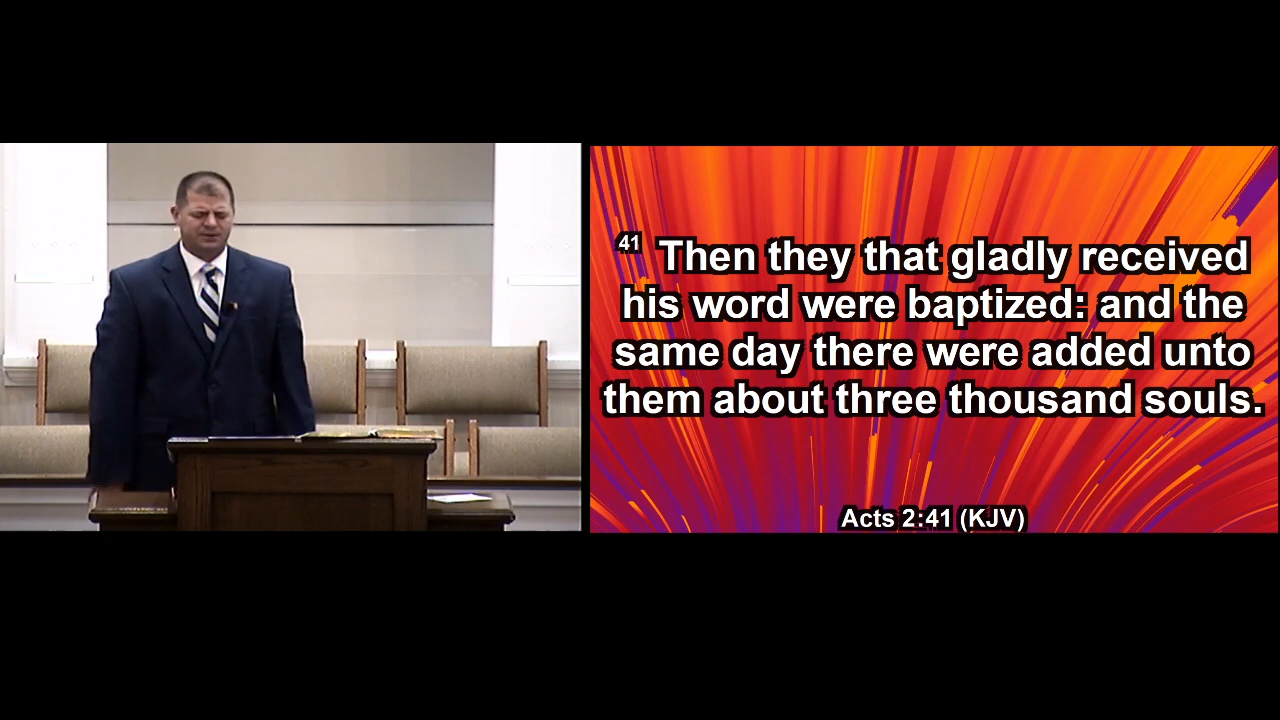 41 Then they that gladly received
his word were baptized: and the
same day there were added unto
them about three thousand souls.
Acts 2:41 (KJV)